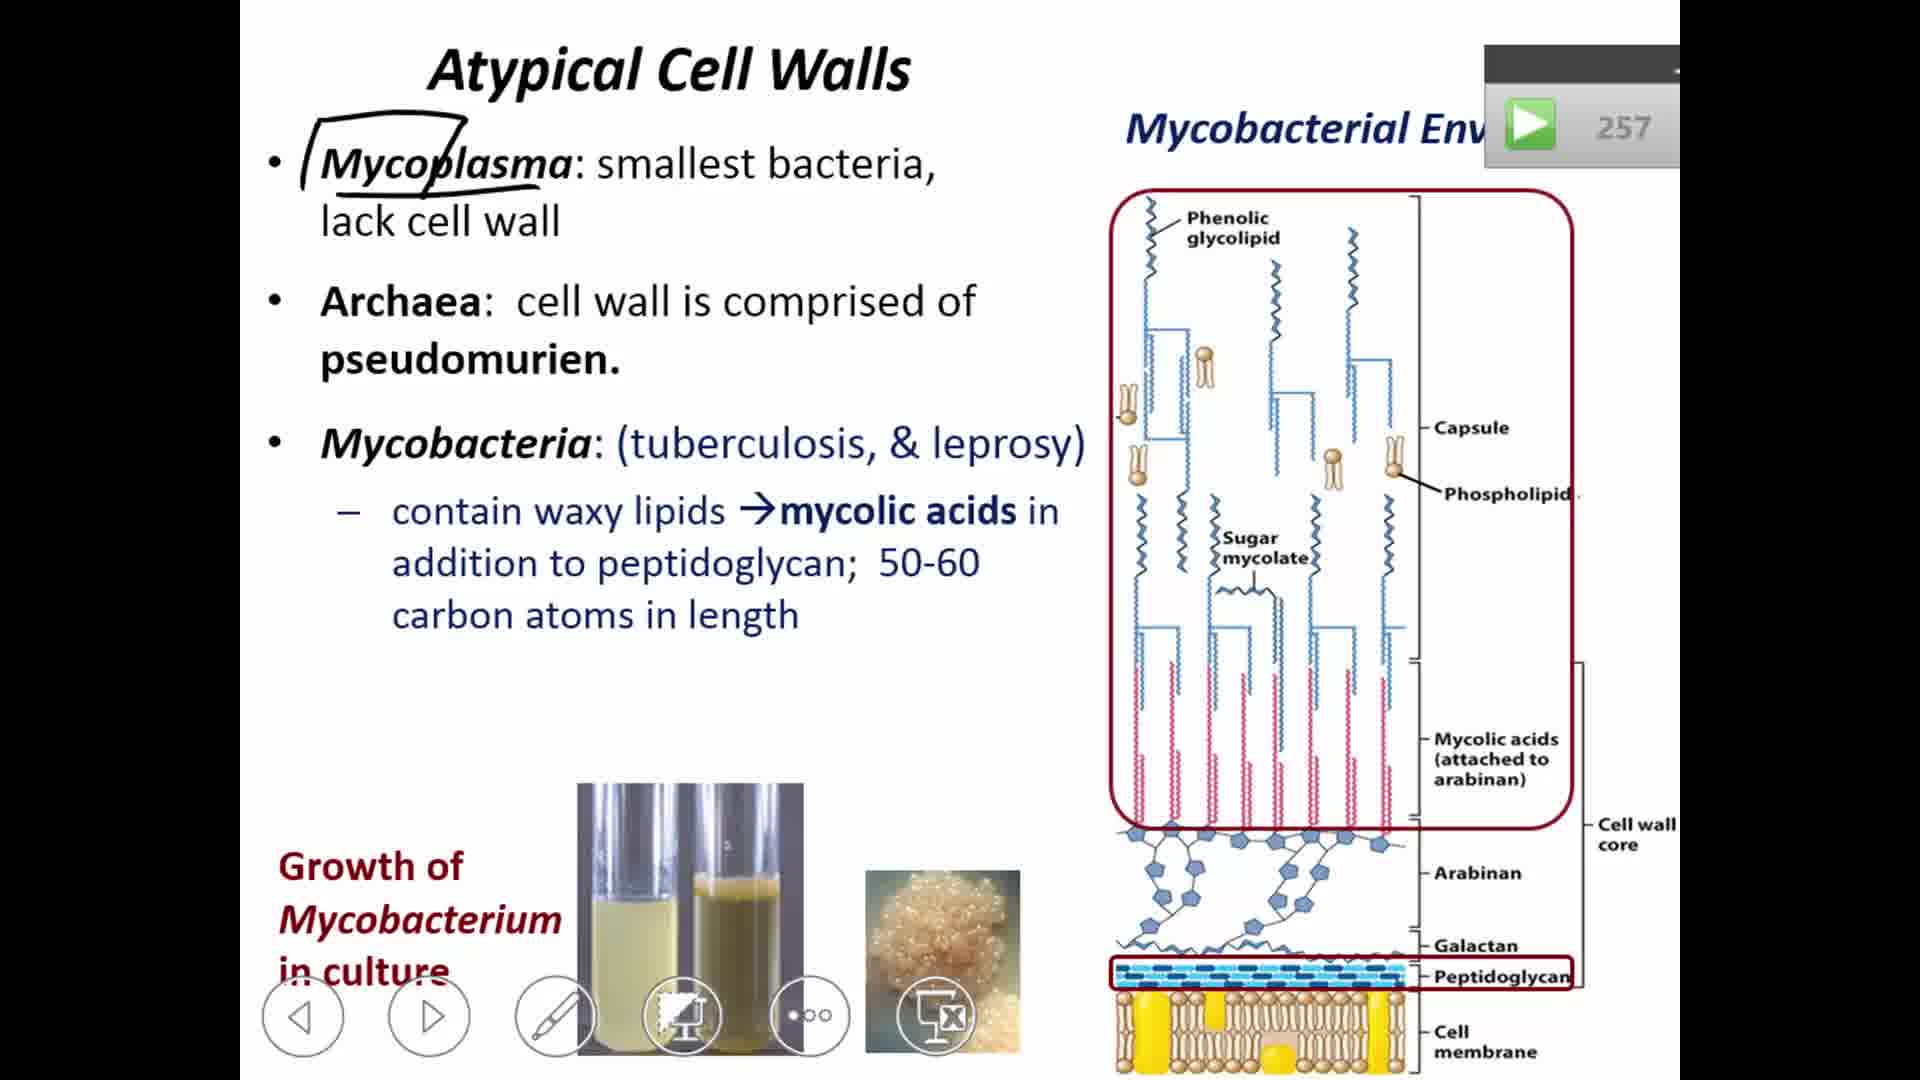 Atypical Cell Walls
• Mycoplasma: smallest bacteria,
lack cell wall
• Archaea: cell wall is comprised of
pseudomurien.
• Mycobacteria: (tuberculosis, & leprosy)
– contain waxy lipids →mycolic acids in
addition to peptidoglycan; 50-60
carbon atoms in length
Growth of
Mycobacterium
in culture
Mycobacterial Env
257
Phenolic
glycolipid
Capsule
Phospholipid
Sugar
mycolate
Mycolic acids
(attached to
arabinan)
Cell wall
core
Arabinan
Galactan
Peptidoglycan
Cell
membrane